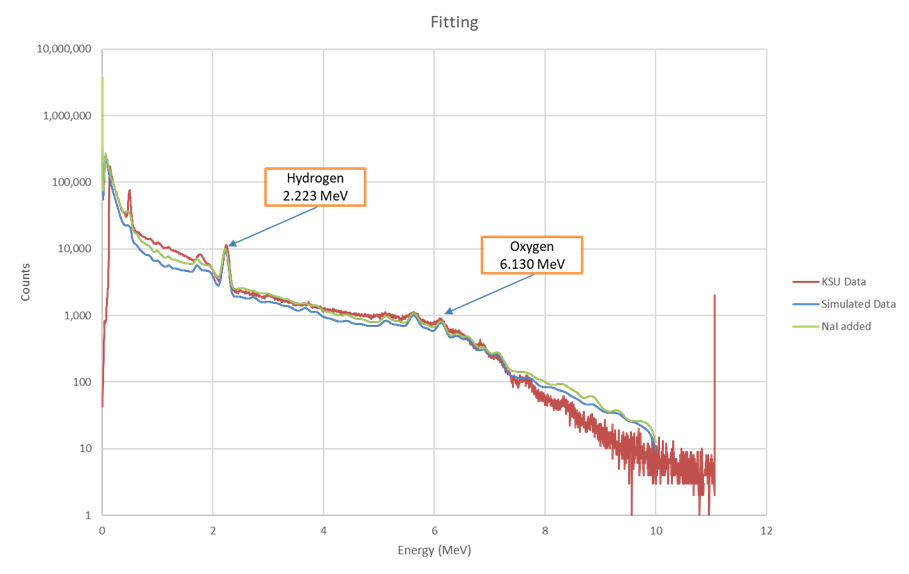 Fitting
10,000,000
1,000,000
100,000
10,000
1,000
100
10
1
Counts
Hydrogen
2.223 MeV
Oxygen
6.130 MeV
KSU Data
Simulated Data
NaI added
0
2
4
6
8
10
12
Energy (MeV)